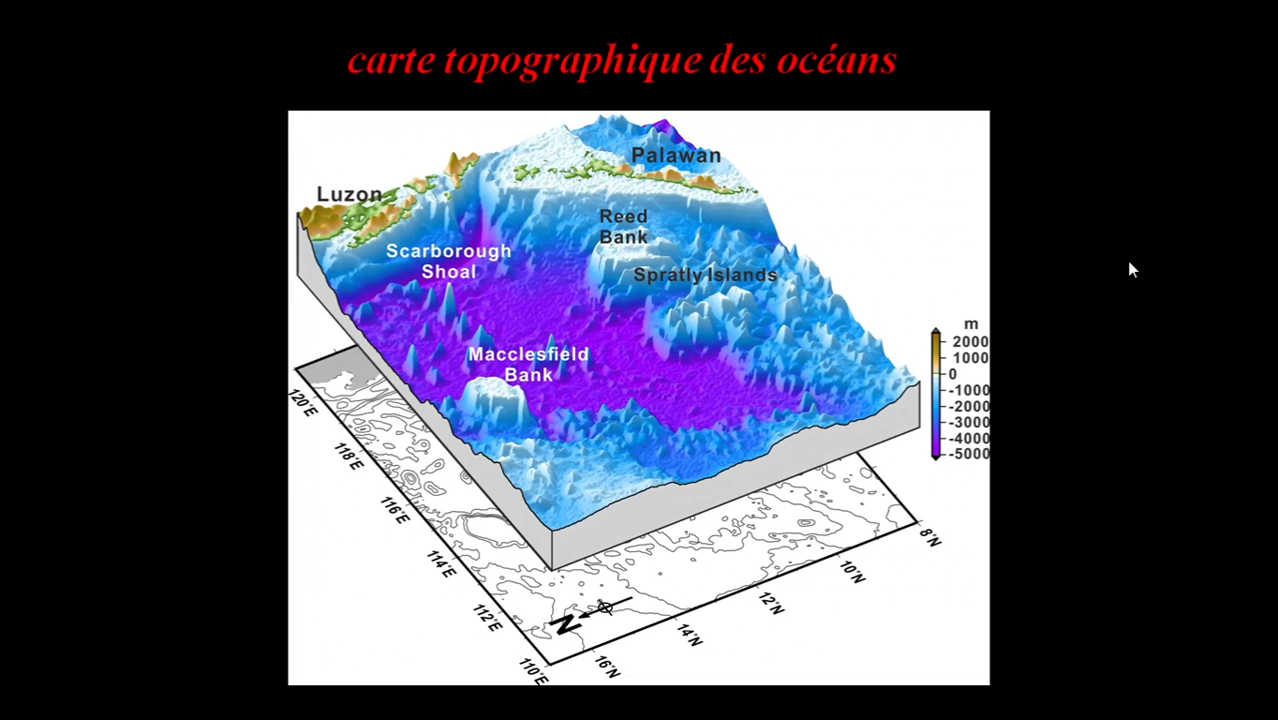 carte topographique des océans
Palawan
Luzon
Reed
Bank
Scarborough
Shoal
Spratly Islands
m
2000
1000
0
-1000
-2000
-3000
-4000
-5000
Macclesfield
Bank
120°E
118°E
116°E
114°E
112°E
110°E
8°N
10°N
12°N
14°N
16°N
N